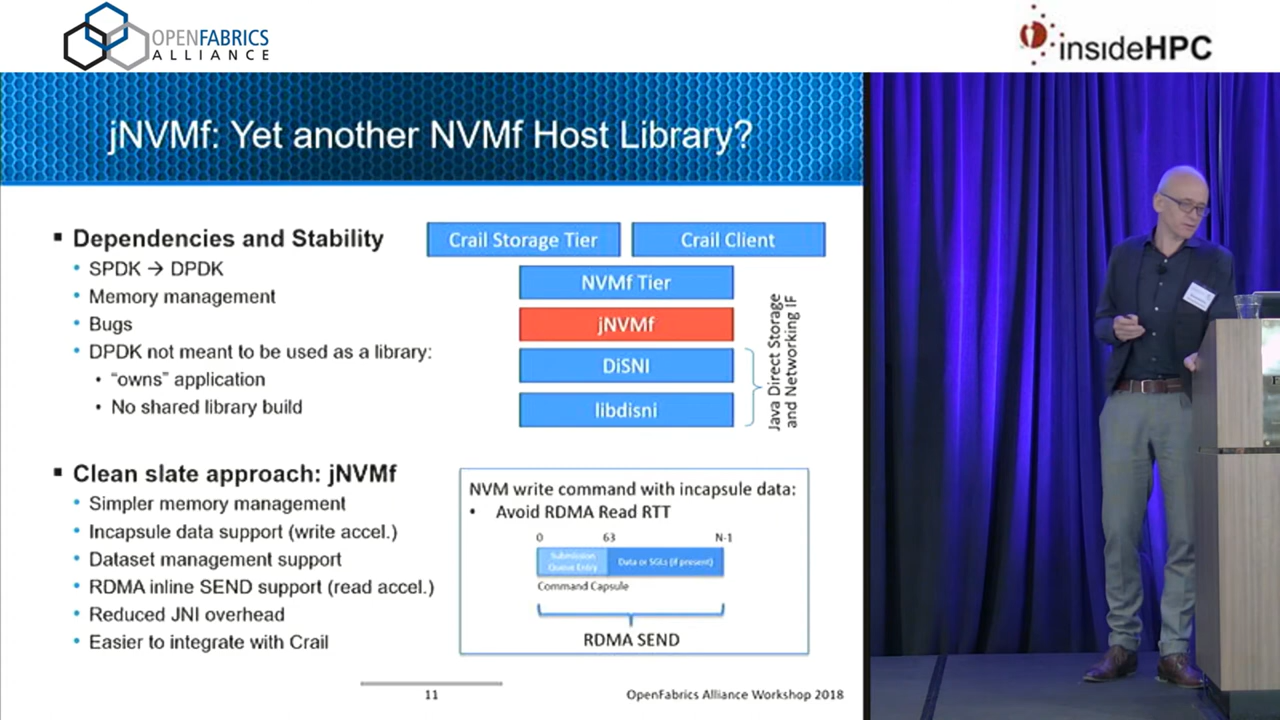 OPENFABRICS
ALLIANCE
insideHPC
jNVMf: Yet another NVMf Host Library?
Dependencies and Stability
SPDK → DPDK
Memory management
Bugs
DPDK not meant to be used as a library:
"owns" application
No shared library build
Clean slate approach: jNVMf
Simpler memory management
Incapsule data support (write accel.)
Dataset management support
RDMA inline SEND support (read accel.)
Reduced JNI overhead
Easier to integrate with Crail
Crail Storage Tier
Crail Client
NVMf Tier
jNVMf
DiSNI
libdisni
Java Direct Storage
and Networking IF
NVM write command with incapsule data:
Avoid RDMA Read RTT
0 63 N-1
Submission
Queue Entry
Data or SGLs (if present)
Command Capsule
RDMA SEND
11
OpenFabrics Alliance Workshop 2018